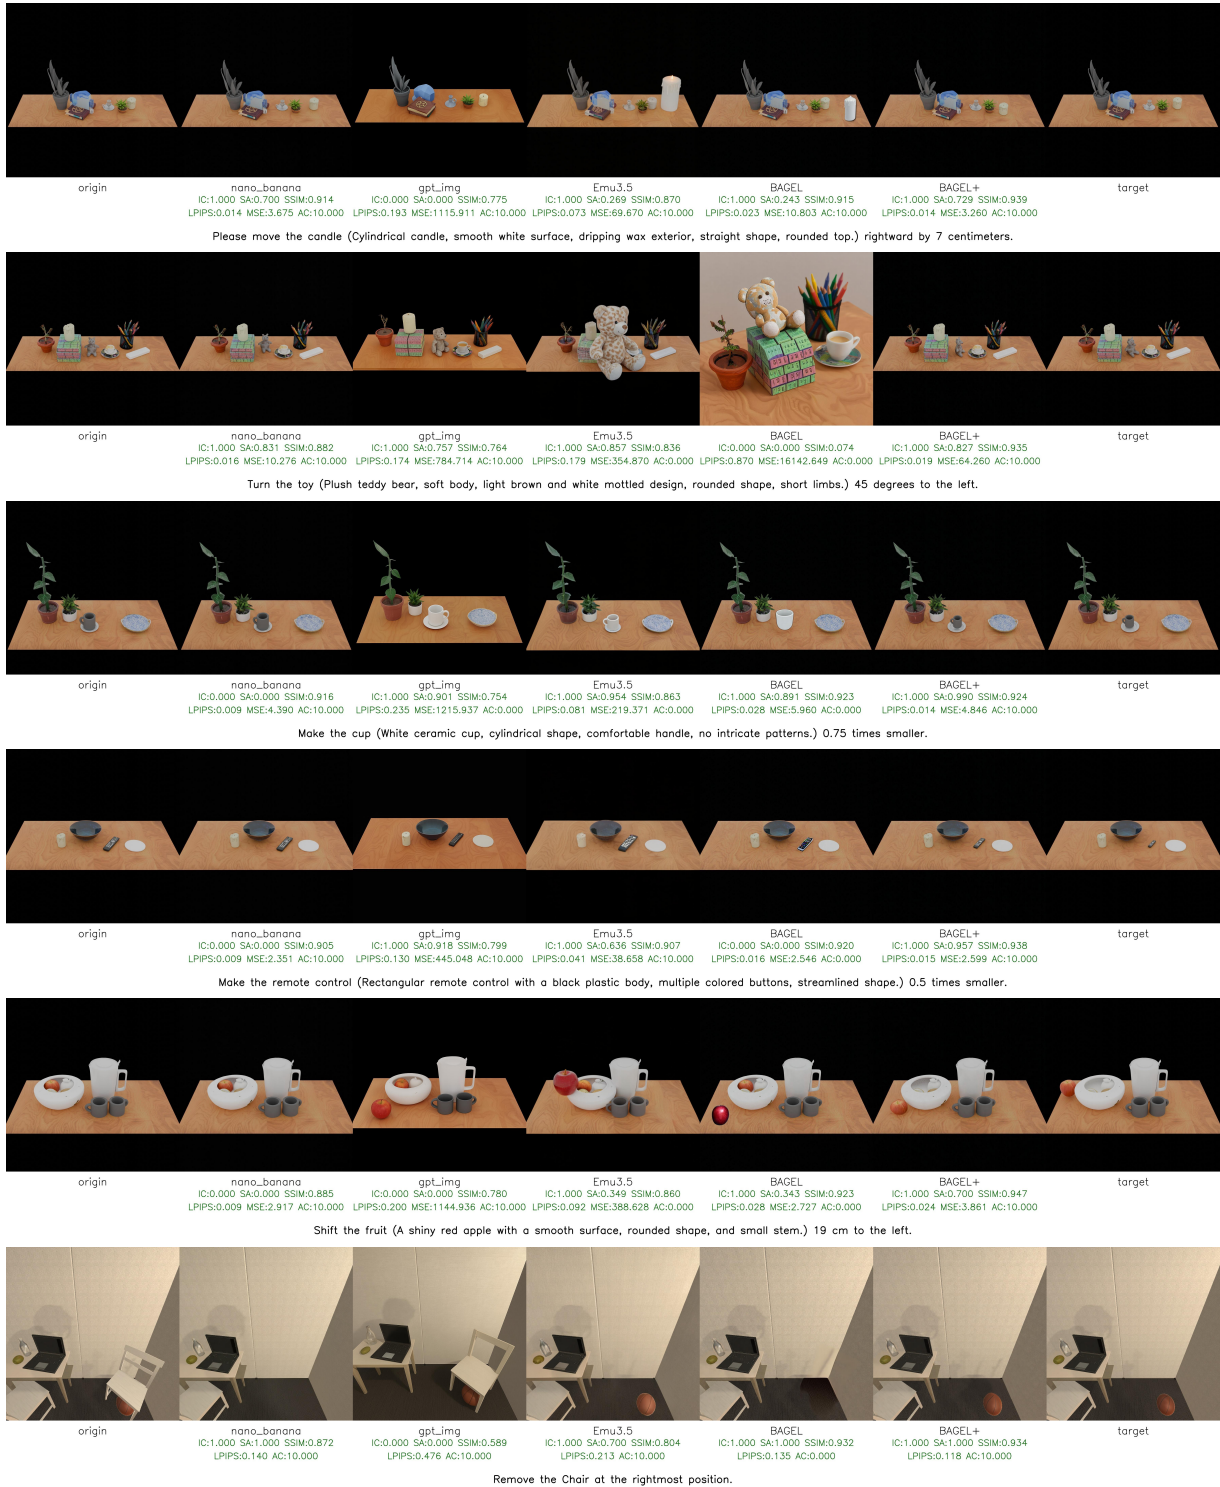 origin nano_banana gpt_img Emu3.5 BAGEL BAGEL+ target
IC:1.000 SA:0.700 SSIM:0.914 IC:0.000 SA:0.000 SSIM:0.775 IC:1.000 SA:0.269 SSIM:0.870 IC:1.000 SA:0.243 SSIM:0.915 IC:1.000 SA:0.729 SSIM:0.939
LPIPS:0.014 MSE:3.675 AC:10.000 LPIPS:0.193 MSE:1115.911 AC:10.000 LPIPS:0.073 MSE:69.670 AC:10.000 LPIPS:0.023 MSE:10.803 AC:10.000 LPIPS:0.014 MSE:3.260 AC:10.000
Please move the candle (Cylindrical candle, smooth white surface, dripping wax exterior, straight shape, rounded top.) rightward by 7 centimeters.
origin nano_banana gpt_img Emu3.5 BAGEL BAGEL+ target
IC:1.000 SA:0.831 SSIM:0.882 IC:1.000 SA:0.757 SSIM:0.764 IC:1.000 SA:0.857 SSIM:0.836 IC:0.000 SA:0.000 SSIM:0.074 IC:1.000 SA:0.827 SSIM:0.935
LPIPS:0.016 MSE:10.276 AC:10.000 LPIPS:0.174 MSE:784.714 AC:10.000 LPIPS:0.179 MSE:354.870 AC:0.000 LPIPS:0.870 MSE:16142.649 AC:0.000 LPIPS:0.019 MSE:64.260 AC:10.000
Turn the toy (Plush teddy bear, soft body, light brown and white mottled design, rounded shape, short limbs.) 45 degrees to the left.
origin nano_banana gpt_img Emu3.5 BAGEL BAGEL+ target
IC:0.000 SA:0.000 SSIM:0.916 IC:1.000 SA:0.901 SSIM:0.754 IC:1.000 SA:0.954 SSIM:0.863 IC:1.000 SA:0.891 SSIM:0.923 IC:1.000 SA:0.990 SSIM:0.924
LPIPS:0.009 MSE:4.390 AC:10.000 LPIPS:0.235 MSE:1215.937 AC:0.000 LPIPS:0.081 MSE:219.371 AC:0.000 LPIPS:0.028 MSE:5.960 AC:0.000 LPIPS:0.014 MSE:4.846 AC:10.000
Make the cup (White ceramic cup, cylindrical shape, comfortable handle, no intricate patterns.) 0.75 times smaller.
origin nano_banana gpt_img Emu3.5 BAGEL BAGEL+ target
IC:0.000 SA:0.000 SSIM:0.905 IC:1.000 SA:0.918 SSIM:0.799 IC:1.000 SA:0.636 SSIM:0.907 IC:0.000 SA:0.000 SSIM:0.920 IC:1.000 SA:0.957 SSIM:0.938
LPIPS:0.009 MSE:2.351 AC:10.000 LPIPS:0.130 MSE:445.048 AC:10.000 LPIPS:0.041 MSE:38.658 AC:10.000 LPIPS:0.016 MSE:2.546 AC:0.000 LPIPS:0.015 MSE:2.599 AC:10.000
Make the remote control (Rectangular remote control with a black plastic body, multiple colored buttons, streamlined shape.) 0.5 times smaller.
origin nano_banana gpt_img Emu3.5 BAGEL BAGEL+ target
IC:0.000 SA:0.000 SSIM:0.885 IC:0.000 SA:0.000 SSIM:0.780 IC:1.000 SA:0.349 SSIM:0.860 IC:1.000 SA:0.343 SSIM:0.923 IC:1.000 SA:0.700 SSIM:0.947
LPIPS:0.009 MSE:2.917 AC:10.000 LPIPS:0.200 MSE:1144.936 AC:10.000 LPIPS:0.092 MSE:388.628 AC:0.000 LPIPS:0.028 MSE:2.727 AC:0.000 LPIPS:0.024 MSE:3.861 AC:10.000
Shift the fruit (A shiny red apple with a smooth surface, rounded shape, and small stem.) 19 cm to the left.
origin nano_banana gpt_img Emu3.5 BAGEL BAGEL+ target
IC:1.000 SA:1.000 SSIM:0.872 IC:0.000 SA:0.000 SSIM:0.589 IC:1.000 SA:0.700 SSIM:0.804 IC:1.000 SA:1.000 SSIM:0.932 IC:1.000 SA:1.000 SSIM:0.934
LPIPS:0.140 AC:10.000 LPIPS:0.476 AC:10.000 LPIPS:0.213 AC:10.000 LPIPS:0.135 AC:0.000 LPIPS:0.118 AC:10.000
Remove the Chair at the rightmost position.